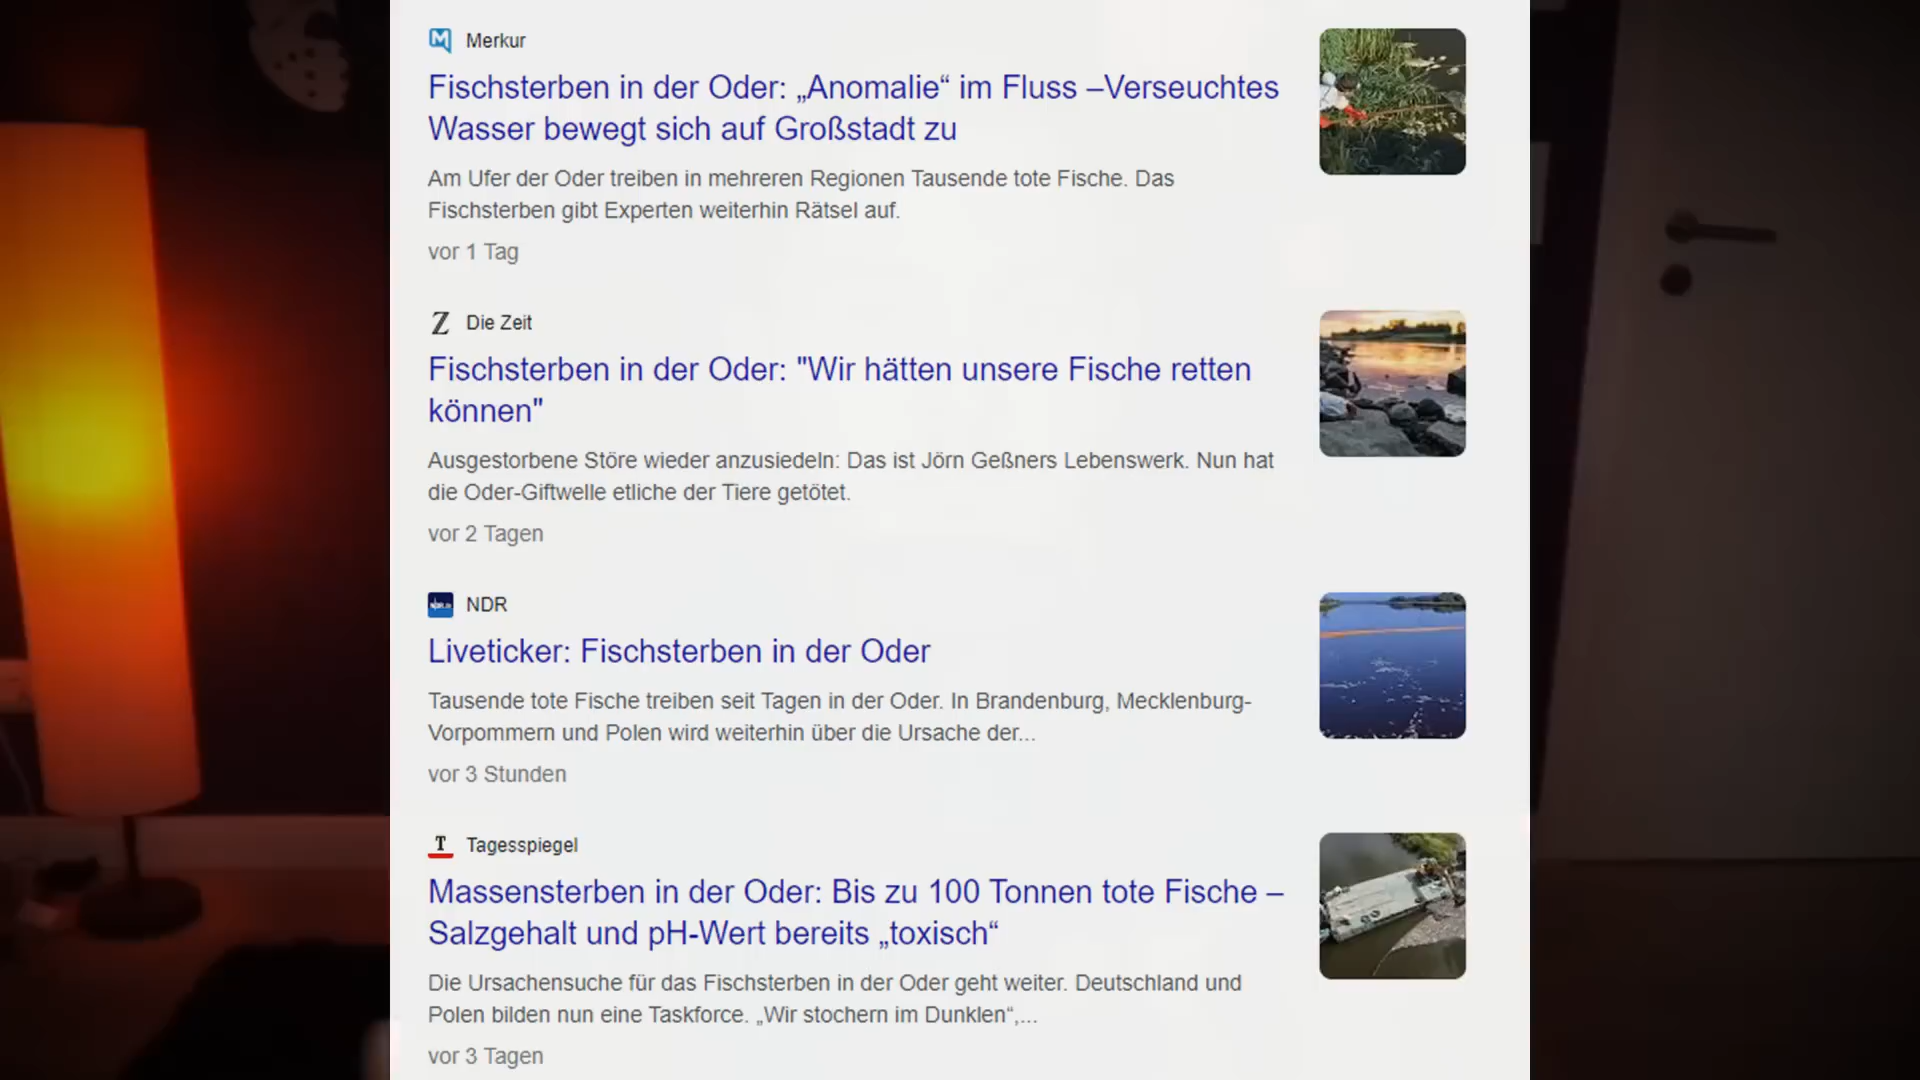 Merkur
Fischsterben in der Oder: „Anomalie“ im Fluss –Verseuchtes
Wasser bewegt sich auf Großstadt zu
Am Ufer der Oder treiben in mehreren Regionen Tausende tote Fische. Das
Fischsterben gibt Experten weiterhin Rätsel auf.
vor 1 Tag
Die Zeit
Fischsterben in der Oder: "Wir hätten unsere Fische retten
können"
Ausgestorbene Störe wieder anzusiedeln: Das ist Jörn Geßners Lebenswerk. Nun hat
die Oder-Giftwelle etliche der Tiere getötet.
vor 2 Tagen
NDR
Liveticker: Fischsterben in der Oder
Tausende tote Fische treiben seit Tagen in der Oder. In Brandenburg, Mecklenburg-
Vorpommern und Polen wird weiterhin über die Ursache der...
vor 3 Stunden
Tagesspiegel
Massensterben in der Oder: Bis zu 100 Tonnen tote Fische –
Salzgehalt und pH-Wert bereits „toxisch“
Die Ursachensuche für das Fischsterben in der Oder geht weiter. Deutschland und
Polen bilden nun eine Taskforce. „Wir stochern im Dunklen“,...
vor 3 Tagen